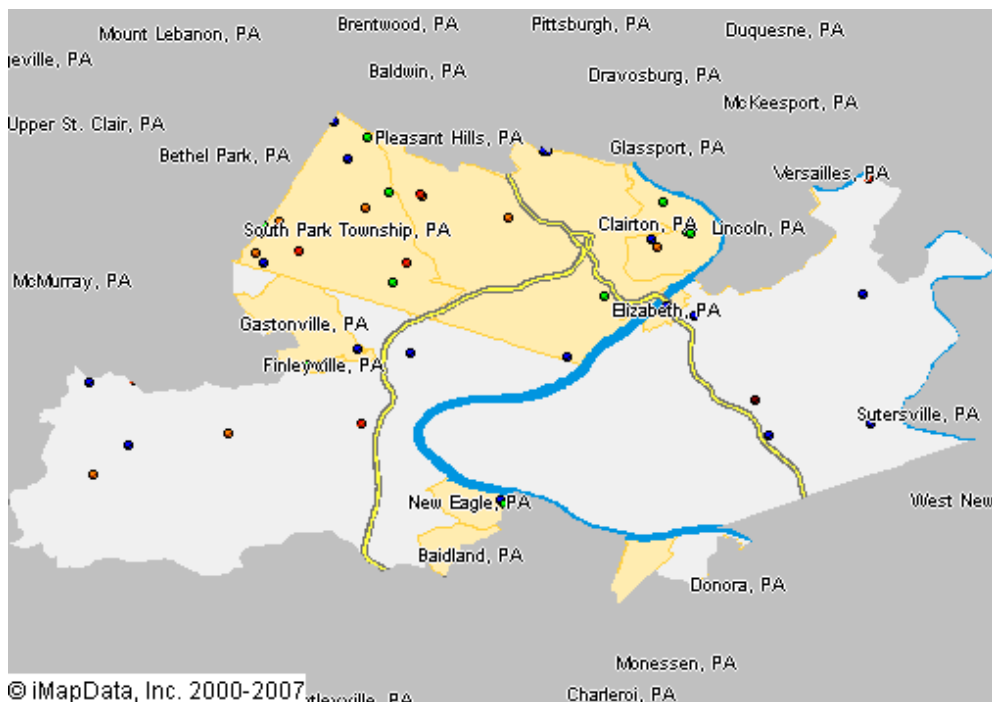 Brentwood, PA
Pittsburgh, PA
Mount Lebanon, PA
Duquesne, PA
geville, PA
Baldwin, PA
Dravosburg, PA
McKeesport, PA
Upper St. Clair, PA
Pleasant Hills, PA
Glassport, PA
Bethel Park, PA
Versailles, PA
South Park Township, PA
Clairton, PA
Lincoln, PA
McMurray, PA
Gastonville, PA
Elizabeth, PA
Finleyville, PA
Sutersville, PA
New Eagle, PA
West New
Baidland, PA
Donora, PA
Monessen, PA
© iMapData, Inc. 2000-2007
Charleroi, PA